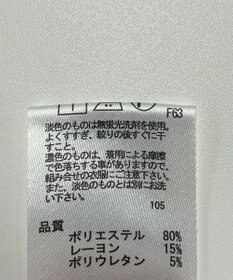 F63
淡色のものは無蛍光洗剤を使用。
よくすすぎ、絞りの後すぐに干
すこと。
濃色のものは、着用による摩擦
で色落ちする事がありますので、
組み合せの衣服にご注意下さい。
また、淡色のものとは別にお洗
い下さい。
105
品質
ポリエステル 80%
レーヨン 15%
ポリウレタン 5%